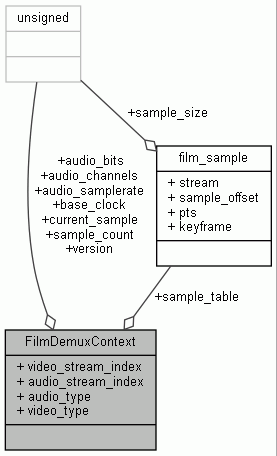 unsigned
+sample_size
+audio_bits
+audio_channels
+audio_samplerate
+base_clock
+current_sample
+sample_count
+version
film_sample
+ stream
+ sample_offset
+ pts
+ keyframe
+sample_table
FilmDemuxContext
+ video_stream_index
+ audio_stream_index
+ audio_type
+ video_type